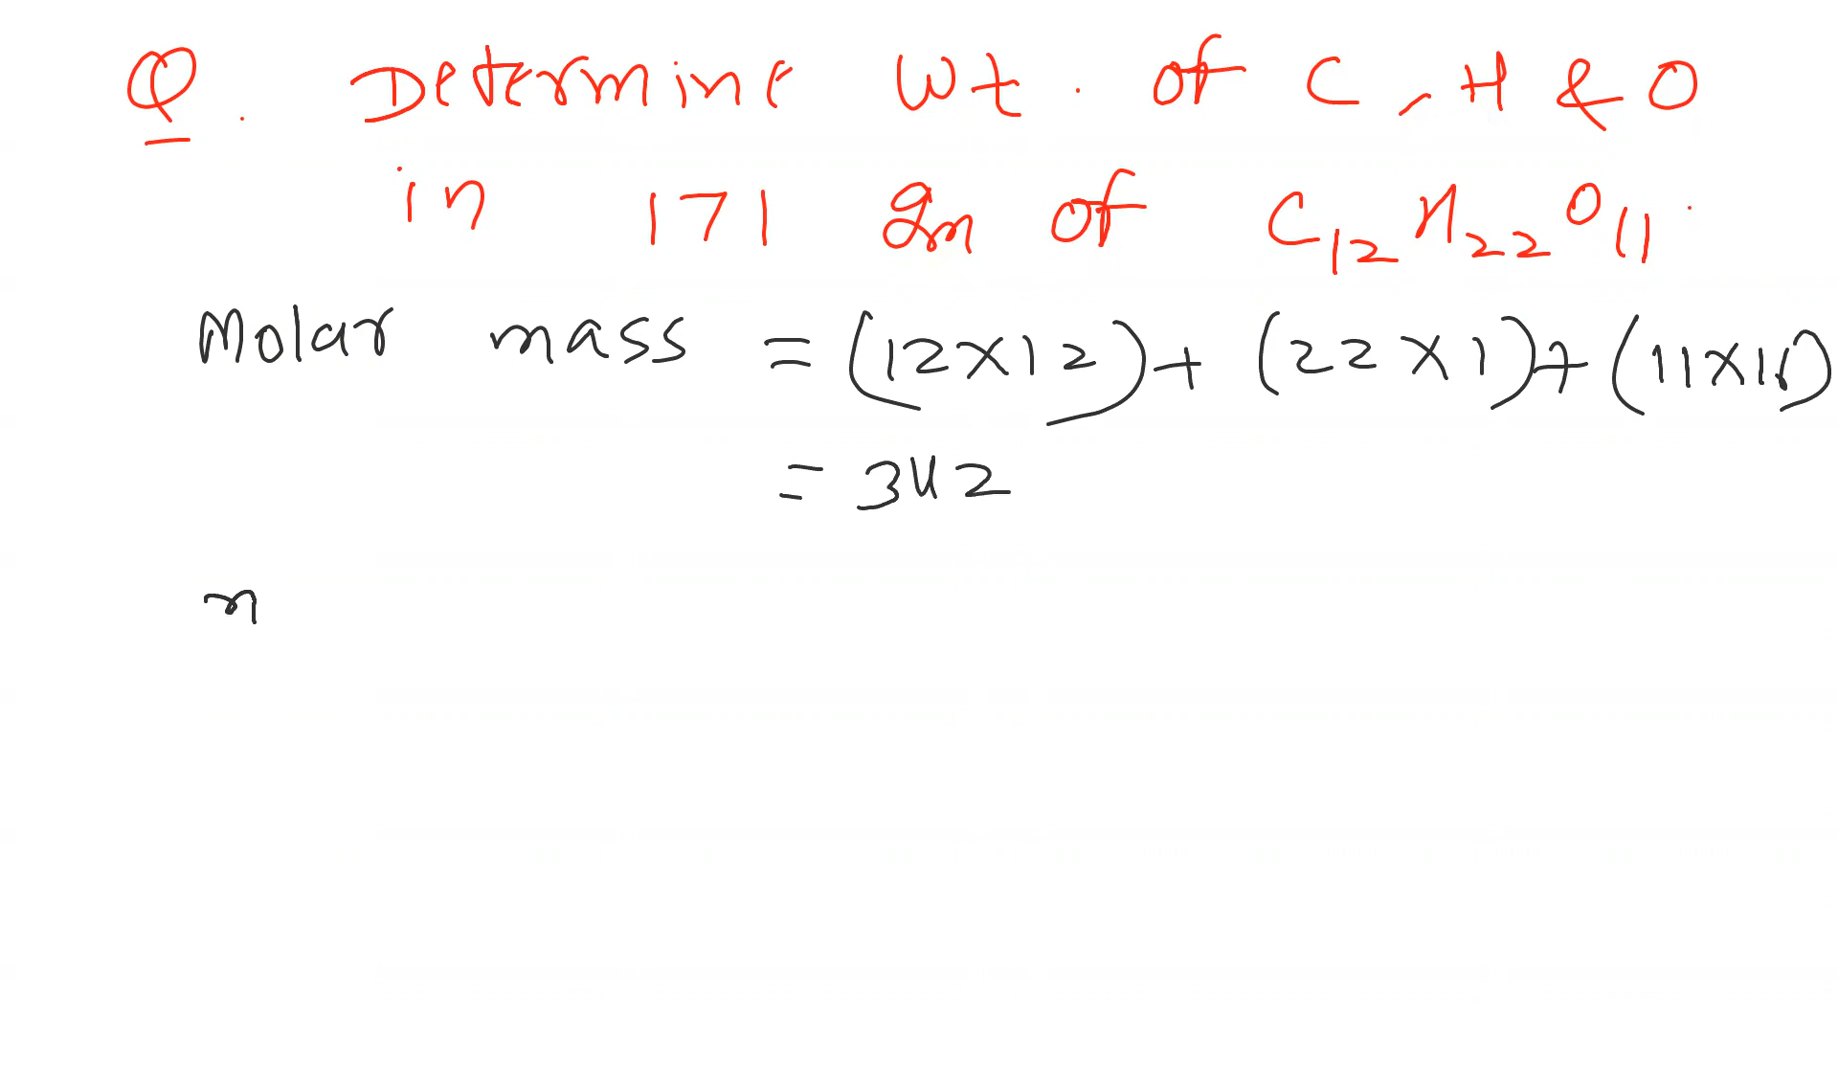 Q. Determine Wt. of C, H & O
in 171 gm of C₁₂H₂₂O₁₁.
Molar mass = (12×12)+(22×1)+(11×16)
= 342
n